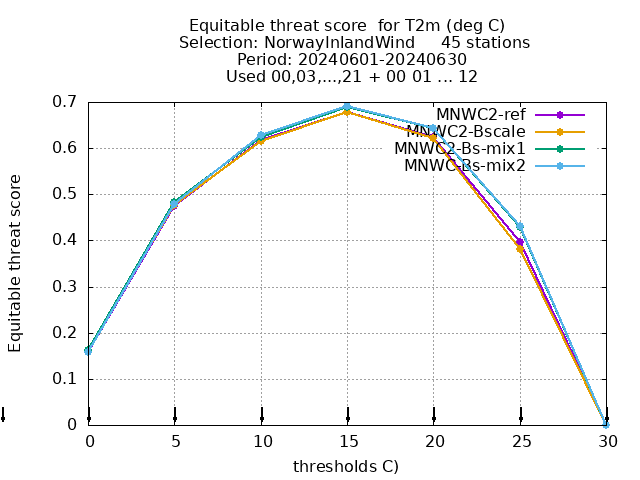 Equitable threat score  for T2m (deg C)
Selection: NorwayInlandWind     45 stations
Period: 20240601-20240630
Used 00,03,...,21 + 00 01 ... 12
MNWC2-ref
MNWC2-Bscale
MNWC2-Bs-mix1
MNWC-Bs-mix2
Equitable threat score
0.7
0.6
0.5
0.4
0.3
0.2
0.1
0
0 5 10 15 20 25 30
thresholds C)